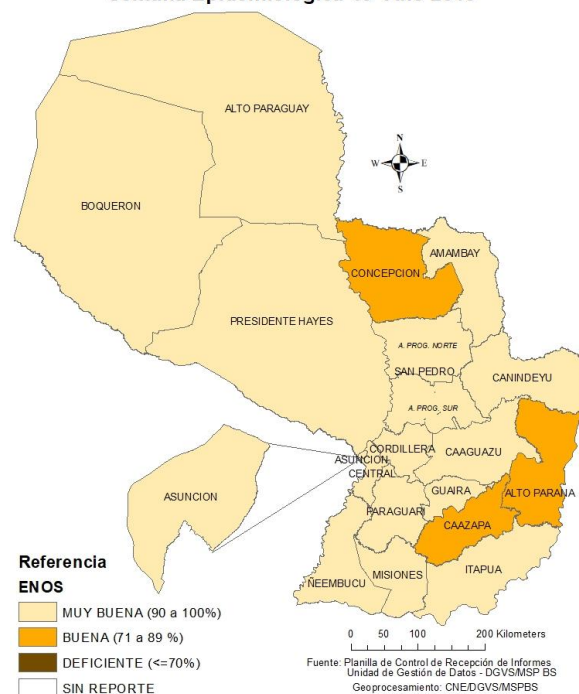 ALTO PARAGUAY
BOQUERON
N
W E
S
CONCEPCION
AMAMBAY
PRESIDENTE HAYES
A. PROG. NORTE
SAN PEDRO
CANINDEYU
A. PROG. SUR
CORDILLERA
CAAGUAZU
ASUNCION
CENTRAL
ASUNCION
GUAIRA
ALTO PARANA
PARAGUARI
CAAZAPA
ÑEEMBUCU
MISIONES
ITAPUA
Referencia
ENOS
MUY BUENA (90 a 100%)
BUENA (71 a 89 %)
DEFICIENTE (<=70%)
SIN REPORTE
0 50 100 200 Kilometers
Fuente: Planilla de Control de Recepción de Informes
Unidad de Gestión de Datos - DGVS/MSP BS
Geoprocesamiento: CNE/DGVS/MSPBS